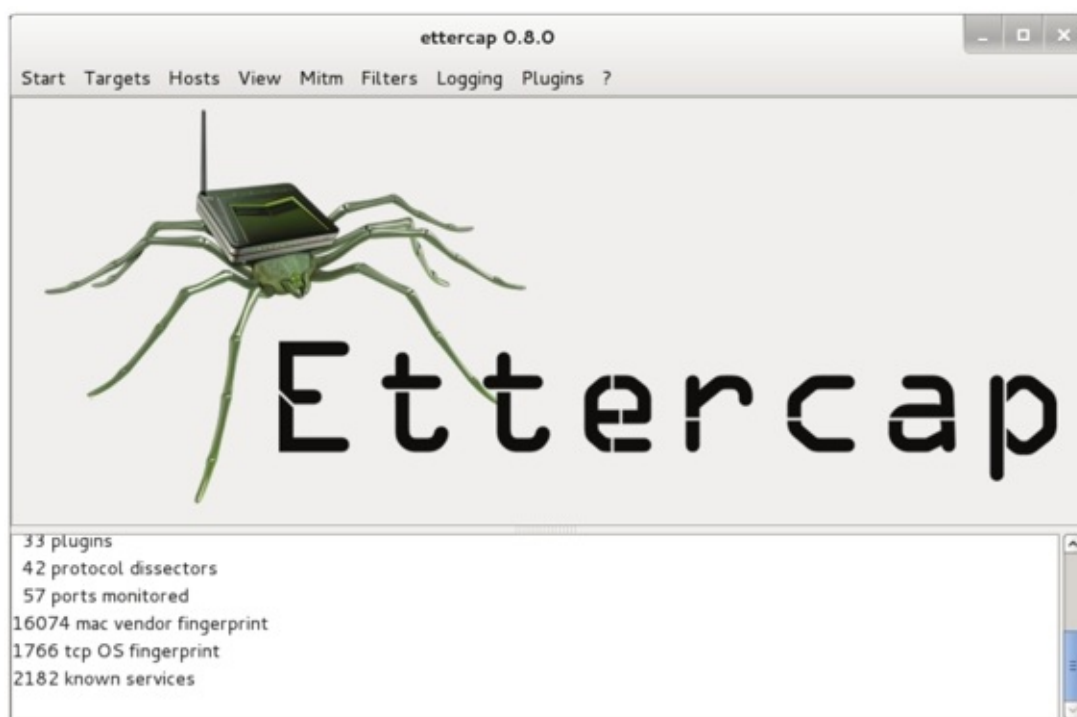 ettercap 0.8.0
Start Targets Hosts View Mitm Filters Logging Plugins ?
Ettercap
33 plugins
42 protocol dissectors
57 ports monitored
16074 mac vendor fingerprint
1766 tcp OS fingerprint
2182 known services